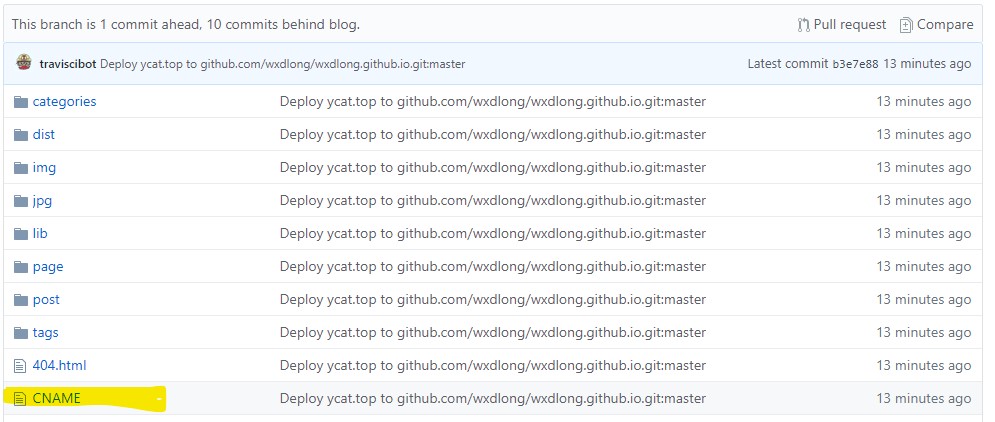 This branch is 1 commit ahead, 10 commits behind blog. Pull request Compare
traviscibot Deploy ycat.top to github.com/wxdlong/wxdlong.github.io.git:master Latest commit b3e7e88 13 minutes ago
categories Deploy ycat.top to github.com/wxdlong/wxdlong.github.io.git:master 13 minutes ago
dist Deploy ycat.top to github.com/wxdlong/wxdlong.github.io.git:master 13 minutes ago
img Deploy ycat.top to github.com/wxdlong/wxdlong.github.io.git:master 13 minutes ago
jpg Deploy ycat.top to github.com/wxdlong/wxdlong.github.io.git:master 13 minutes ago
lib Deploy ycat.top to github.com/wxdlong/wxdlong.github.io.git:master 13 minutes ago
page Deploy ycat.top to github.com/wxdlong/wxdlong.github.io.git:master 13 minutes ago
post Deploy ycat.top to github.com/wxdlong/wxdlong.github.io.git:master 13 minutes ago
tags Deploy ycat.top to github.com/wxdlong/wxdlong.github.io.git:master 13 minutes ago
404.html Deploy ycat.top to github.com/wxdlong/wxdlong.github.io.git:master 13 minutes ago
CNAME Deploy ycat.top to github.com/wxdlong/wxdlong.github.io.git:master 13 minutes ago